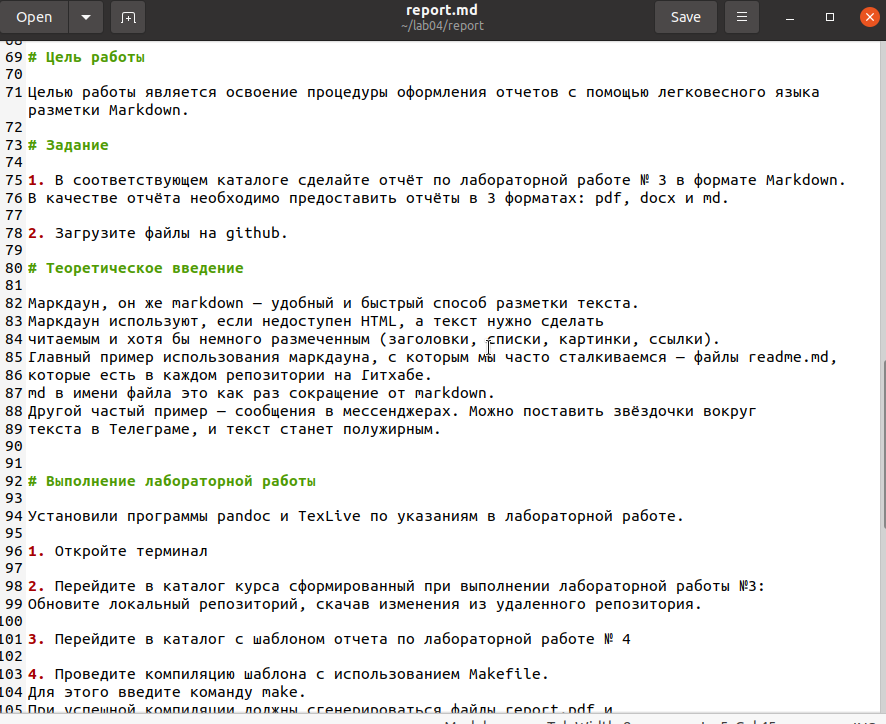 Open
report.md
~/lab04/report
Save
69 # Цель работы
70
71 Целью работы является освоение процедуры оформления отчетов с помощью легковесного языка
разметки Markdown.
72
73 # Задание
74
75 1. В соответствующем каталоге сделайте отчёт по лабораторной работе № 3 в формате Markdown.
76 В качестве отчёта необходимо предоставить отчёты в 3 форматах: pdf, docx и md.
77
78 2. Загрузите файлы на github.
79
80 # Теоретическое введение
81
82 Маркдаун, он же markdown — удобный и быстрый способ разметки текста.
83 Маркдаун используют, если недоступен HTML, а текст нужно сделать
84 читаемым и хотя бы немного размеченным (заголовки, списки, картинки, ссылки).
85 Главный пример использования маркдауна, с которым мы часто сталкиваемся — файлы readme.md,
86 которые есть в каждом репозитории на Гитхабе.
87 md в имени файла это как раз сокращение от markdown.
88 Другой частый пример — сообщения в мессенджерах. Можно поставить звёздочки вокруг
89 текста в Телеграме, и текст станет полужирным.
90
91
92 # Выполнение лабораторной работы
93
94 Установили программы pandoc и TexLive по указаниям в лабораторной работе.
95
96 1. Откройте терминал
97
98 2. Перейдите в каталог курса сформированный при выполнении лабораторной работы №3:
99 Обновите локальный репозиторий, скачав изменения из удаленного репозитория.
100
101 3. Перейдите в каталог с шаблоном отчета по лабораторной работе № 4
102
103 4. Проведите компиляцию шаблона с использованием Makefile.
104 Для этого введите команду make.
105 При успешной компиляции должны сгенерироваться файлы report.pdf и